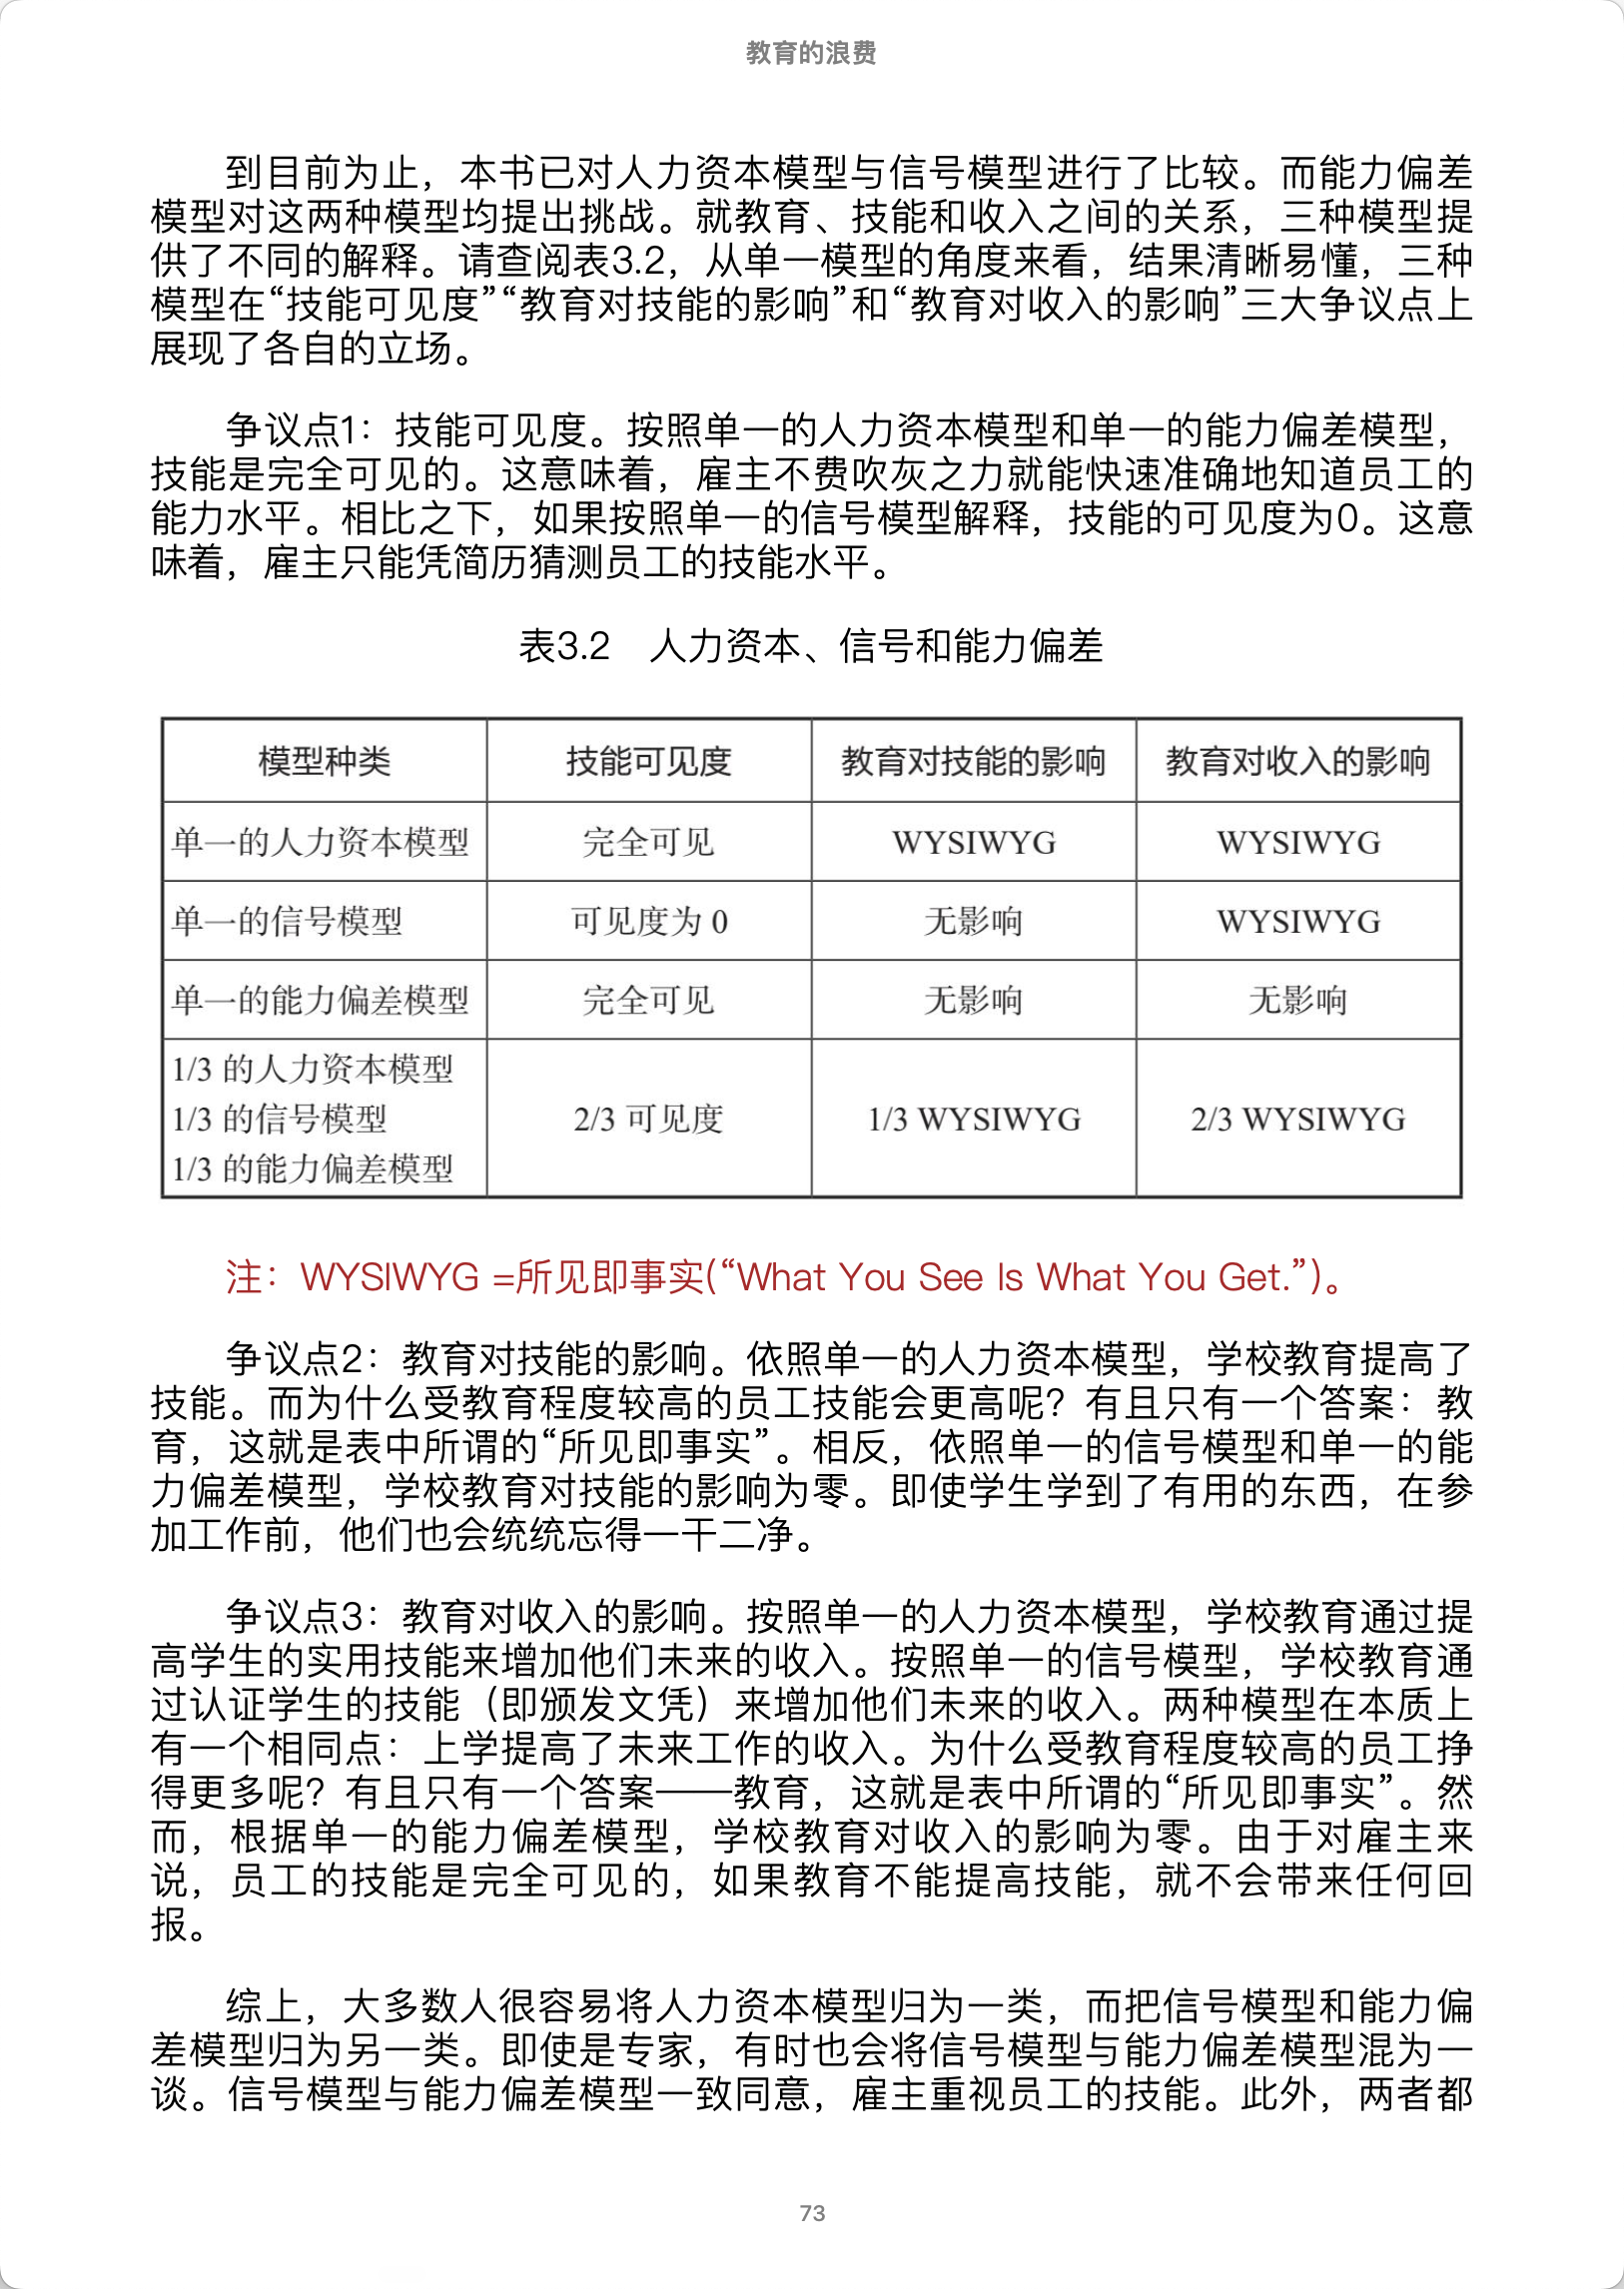 教育的浪费
到目前为止，本书已对人力资本模型与信号模型进行了比较。而能力偏差
模型对这两种模型均提出挑战。就教育、技能和收入之间的关系，三种模型提
供了不同的解释。请查阅表3.2，从单一模型的角度来看，结果清晰易懂，三种
模型在“技能可见度”“教育对技能的影响”和“教育对收入的影响”三大争议点上
展现了各自的立场。
争议点1：技能可见度。按照单一的人力资本模型和单一的能力偏差模型，
技能是完全可见的。这意味着，雇主不费吹灰之力就能快速准确地知道员工的
能力水平。相比之下，如果按照单一的信号模型解释，技能的可见度为0。这意
味着，雇主只能凭简历猜测员工的技能水平。
表3.2 人力资本、信号和能力偏差
模型种类 技能可见度 教育对技能的影响 教育对收入的影响
单一的人力资本模型 完全可见 WYSIWYG WYSIWYG
单一的信号模型 可见度为 0 无影响 WYSIWYG
单一的能力偏差模型 完全可见 无影响 无影响
1/3 的人力资本模型
1/3 的信号模型 2/3 可见度 1/3 WYSIWYG 2/3 WYSIWYG
1/3 的能力偏差模型
注：WYSIWYG =所见即事实(“What You See Is What You Get.”)。
争议点2：教育对技能的影响。依照单一的人力资本模型，学校教育提高了
技能。而为什么受教育程度较高的员工技能会更高呢？有且只有一个答案：教
育，这就是表中所谓的“所见即事实”。相反，依照单一的信号模型和单一的能
力偏差模型，学校教育对技能的影响为零。即使学生学到了有用的东西，在参
加工作前，他们也会统统忘得一干二净。
争议点3：教育对收入的影响。按照单一的人力资本模型，学校教育通过提
高学生的实用技能来增加他们未来的收入。按照单一的信号模型，学校教育通
过认证学生的技能（即颁发文凭）来增加他们未来的收入。两种模型在本质上
有一个相同点：上学提高了未来工作的收入。为什么受教育程度较高的员工挣
得更多呢？有且只有一个答案——教育，这就是表中所谓的“所见即事实”。然
而，根据单一的能力偏差模型，学校教育对收入的影响为零。由于对雇主来
说，员工的技能是完全可见的，如果教育不能提高技能，就不会带来任何回
报。
综上，大多数人很容易将人力资本模型归为一类，而把信号模型和能力偏
差模型归为另一类。即使是专家，有时也会将信号模型与能力偏差模型混为一
谈。信号模型与能力偏差模型一致同意，雇主重视员工的技能。此外，两者都
73